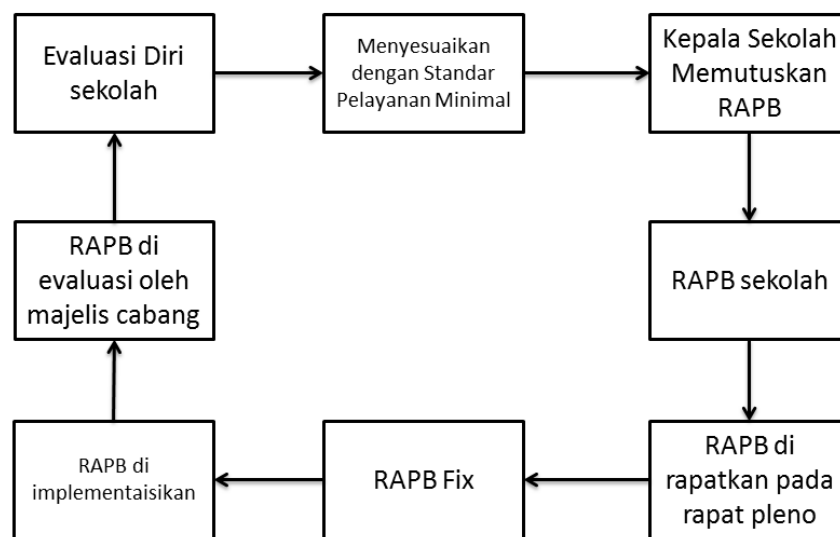 Evaluasi Diri
sekolah
Menyesuaikan
dengan Standar
Pelayanan Minimal
Kepala Sekolah
Memutuskan
RAPB
RAPB di
evaluasi oleh
majelis cabang
RAPB sekolah
RAPB di
implementaisikan
RAPB Fix
RAPB di
rapatkan pada
rapat pleno